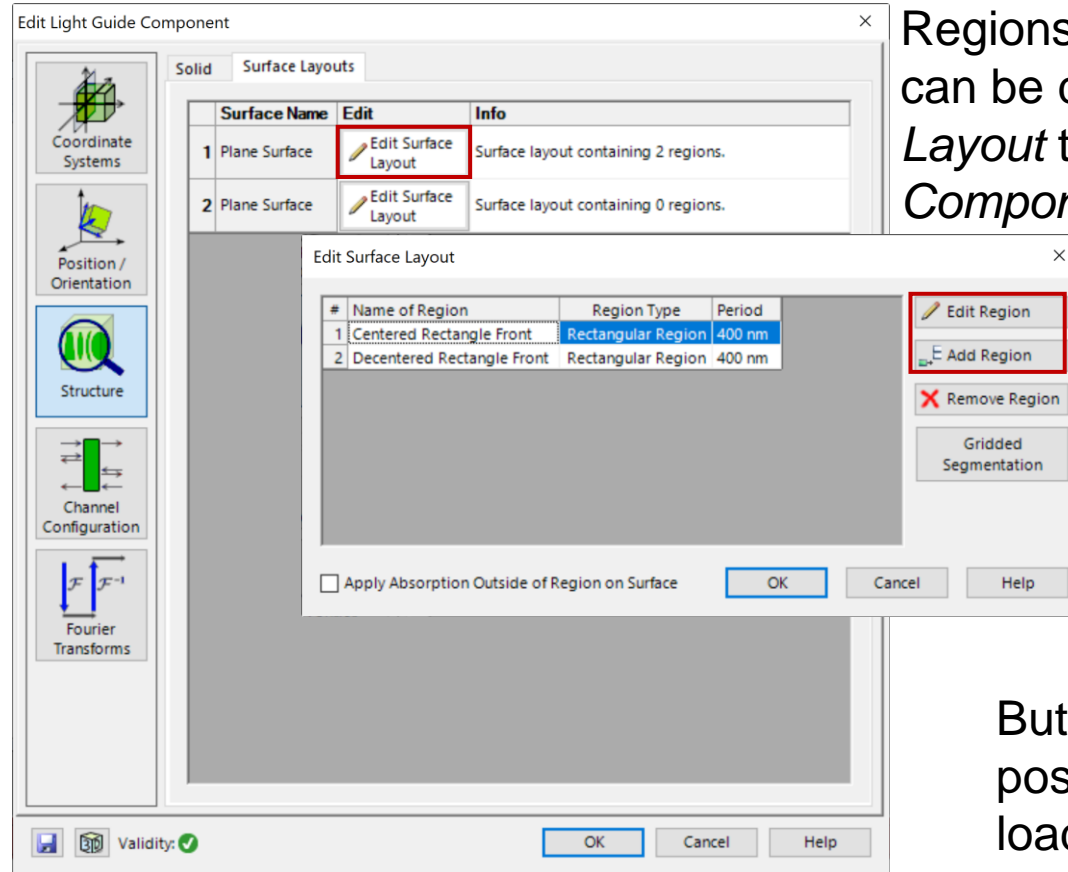 Edit Light Guide Component
Coordinate
Systems
Position /
Orientation
Structure
Channel
Configuration
ℱ ℱ⁻¹
Fourier
Transforms
Solid Surface Layouts
Surface Name Edit Info
1 Plane Surface Edit Surface Layout Surface layout containing 2 regions.
2 Plane Surface Edit Surface Layout Surface layout containing 0 regions.
Edit Surface Layout
# Name of Region Region Type Period
1 Centered Rectangle Front Rectangular Region 400 nm
2 Decentered Rectangle Front Rectangular Region 400 nm
Edit Region
E Add Region
Remove Region
Gridded
Segmentation
Apply Absorption Outside of Region on Surface OK Cancel Help
3D Validity: OK Cancel Help
Regions
can be
Layout
But